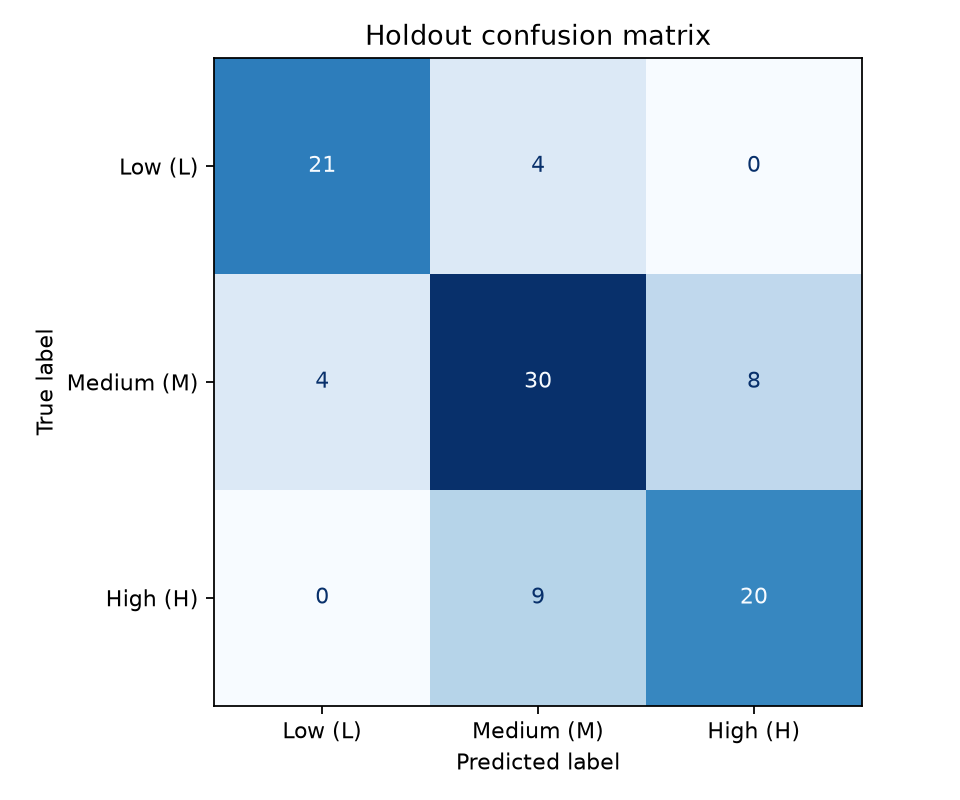 Holdout confusion matrix
True label
Low (L) 21 4 0
Medium (M) 4 30 8
High (H) 0 9 20
Low (L) Medium (M) High (H)
Predicted label